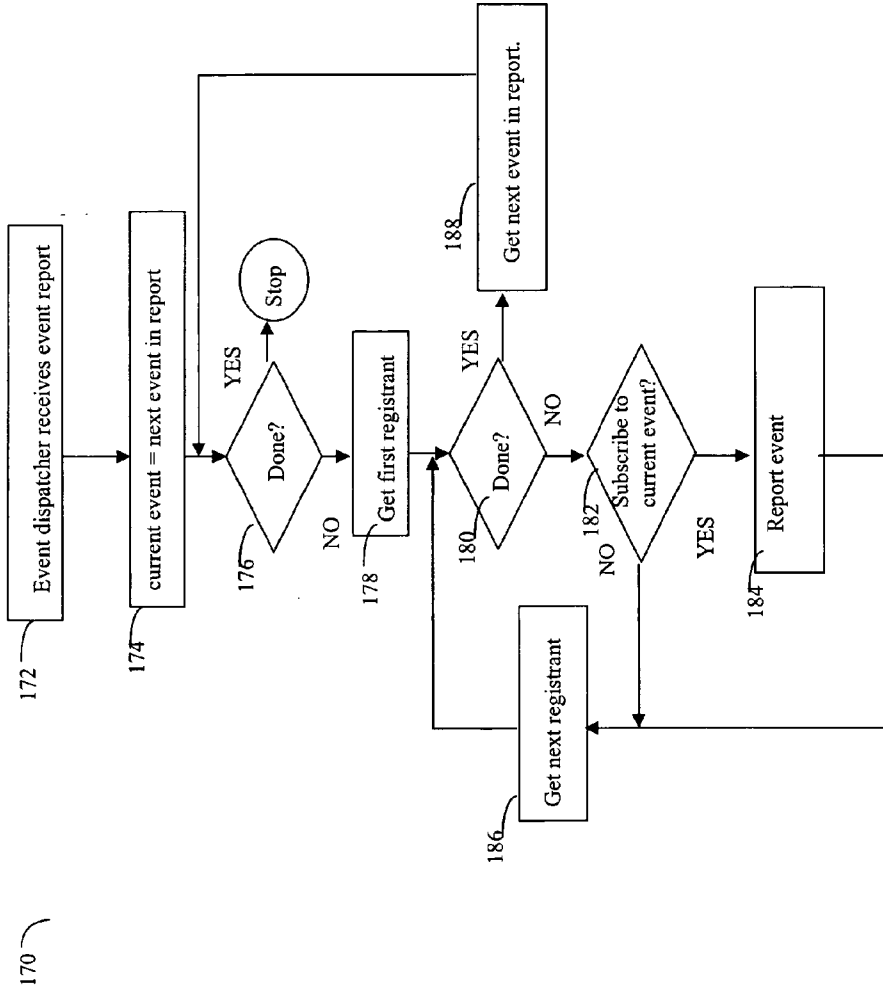 170
172
Event dispatcher receives event report
174
current event = next event in report
176
Done?
YES
Stop
NO
178
Get first registrant
180
Done?
YES
188
Get next event in report.
NO
182
Subscribe to
current event?
NO
YES
184
Report event
186
Get next registrant